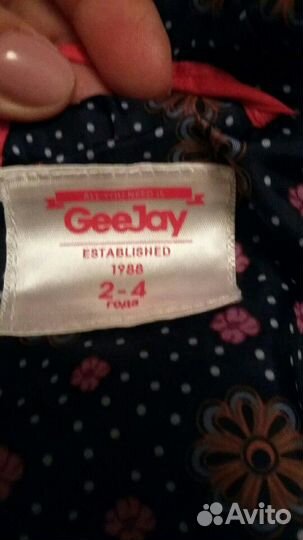 ALL YOU NEED IS
GeeJay
ESTABLISHED
1988
2-4
года
Avito